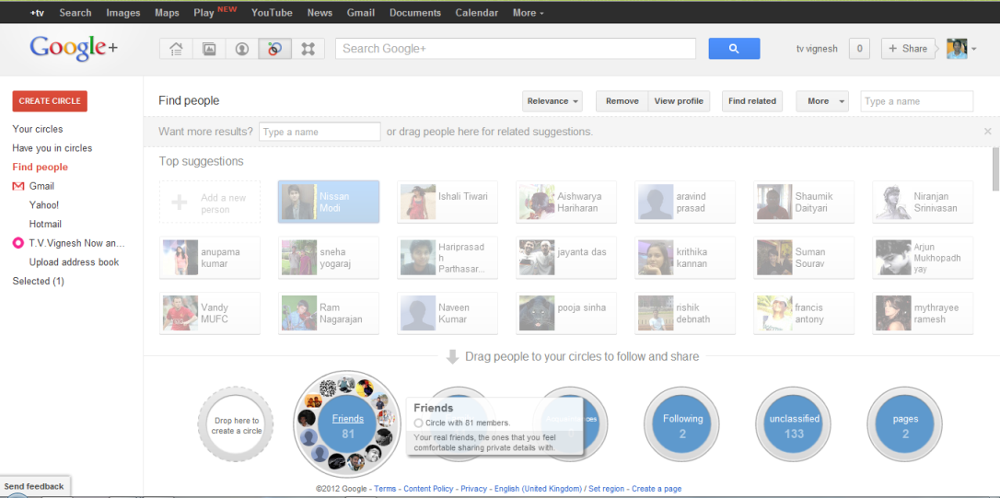 +tv Search Images Maps Play NEW YouTube News Gmail Documents Calendar More
Google+
Search Google+
tv vignesh 0 + Share
CREATE CIRCLE
Your circles
Have you in circles
Find people
Gmail
Yahoo!
Hotmail
T.V.Vignesh Now an...
Upload address book
Selected (1)
Find people
Relevance Remove View profile Find related More Type a name
Want more results? Type a name or drag people here for related suggestions.
Top suggestions
Add a new
person
Nissan
Modi
Ishali Tiwari
Aishwarya
Hariharan
aravind
prasad
Shaumik
Daityari
Niranjan
Srinivasan
anupama
kumar
sneha
yogaraj
Hariprasad
h
Parthasar...
jayanta das
krithika
kannan
Suman
Sourav
Arjun
Mukhopadh
yay
Vandy
MUFC
Ram
Nagarajan
Naveen
Kumar
pooja sinha
rishik
debnath
francis
antony
mythrayee
ramesh
Drag people to your circles to follow and share
Drop here to
create a circle
Friends
81
Friends
Circle with 81 members.
Your real friends, the ones that you feel
comfortable sharing private details with.
Following
2
unclassified
133
pages
2
Send feedback
©2012 Google - Terms - Content Policy - Privacy - English (United Kingdom) / Set region - Create a page